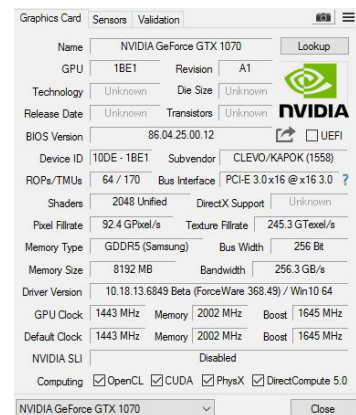 Graphics Card Sensors Validation
Name NVIDIA GeForce GTX 1070 Lookup
GPU 1BE1 Revision A1
Technology Unknown Die Size Unknown
Release Date Unknown Transistors Unknown
NVIDIA
BIOS Version 86.04.25.00.12 UEFI
Device ID 10DE - 1BE1 Subvendor CLEVO/KAPOK (1558)
ROPs/TMUs 64 / 170 Bus Interface PCI-E 3.0 x16 @ x16 3.0 ?
Shaders 2048 Unified DirectX Support Unknown
Pixel Fillrate 92.4 GPixel/s Texture Fillrate 245.3 GTexel/s
Memory Type GDDR5 (Samsung) Bus Width 256 Bit
Memory Size 8192 MB Bandwidth 256.3 GB/s
Driver Version 10.18.13.6849 Beta (ForceWare 368.49) / Win10 64
GPU Clock 1443 MHz Memory 2002 MHz Boost 1645 MHz
Default Clock 1443 MHz Memory 2002 MHz Boost 1645 MHz
NVIDIA SLI Disabled
Computing OpenCL CUDA PhysX DirectCompute 5.0
NVIDIA GeForce GTX 1070 Close